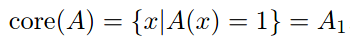 core(A) = {x|A(x) = 1} = A₁